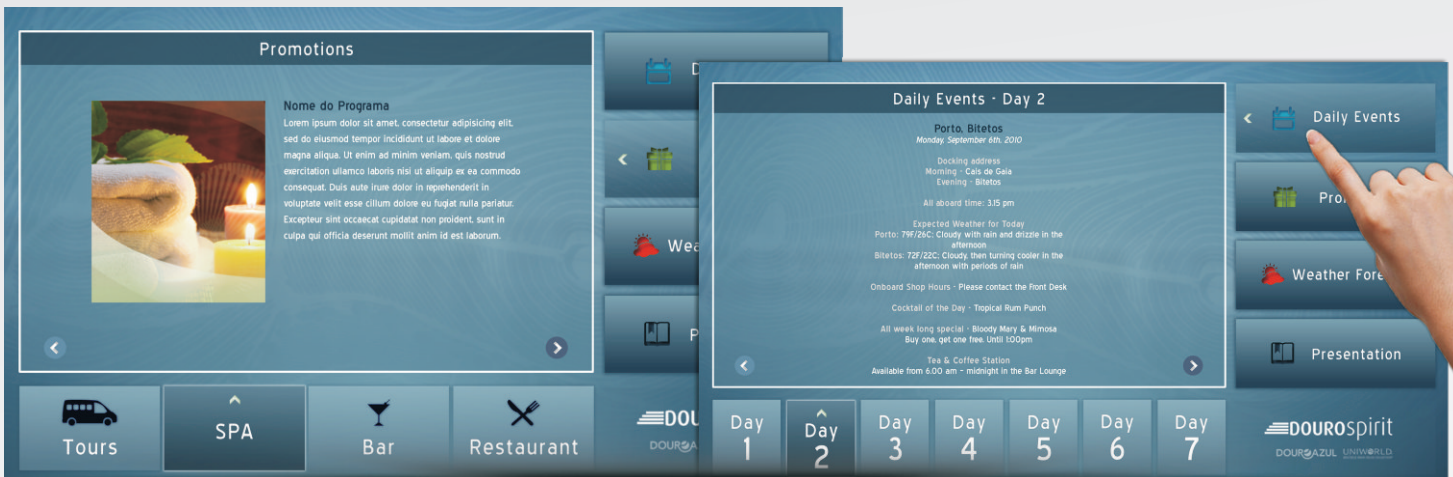 Promotions
Nome do Programa
Lorem ipsum dolor sit amet, consectetur adipisicing elit,
sed do eiusmod tempor incididunt ut labore et dolore
magna aliqua. Ut enim ad minim veniam, quis nostrud
exercitation ullamco laboris nisi ut aliquip ex ea commodo
consequat. Duis aute irure dolor in reprehenderit in
voluptate velit esse cillum dolore eu fugiat nulla pariatur.
Excepteur sint occaecat cupidatat non proident, sunt in
culpa qui officia deserunt mollit anim id est laborum.
D
Wea
P
Tours
SPA
Bar
Restaurant
DOU
DOUROA
Daily Events - Day 2
Porto, Bitetos
Monday, September 6th, 2010
Docking address
Morning - Cais de Gaia
Evening - Bitetos
All aboard time: 3.15 pm
Expected Weather for Today
Porto: 79F/26C: Cloudy with rain and drizzle in the
afternoon
Bitetos: 72F/22C: Cloudy, then turning cooler in the
afternoon with periods of rain
Onboard Shop Hours - Please contact the Front Desk
Cocktail of the Day - Tropical Rum Punch
All week long special - Bloody Mary & Mimosa
Buy one, get one free. Until 1:00pm
Tea & Coffee Station
Available from 6.00 am - midnight in the Bar Lounge
Daily Events
Pro
Weather Fore
Presentation
Day 1
Day 2
Day 3
Day 4
Day 5
Day 6
Day 7
DOUROspirit
DOUROAZUL UNIWORLD